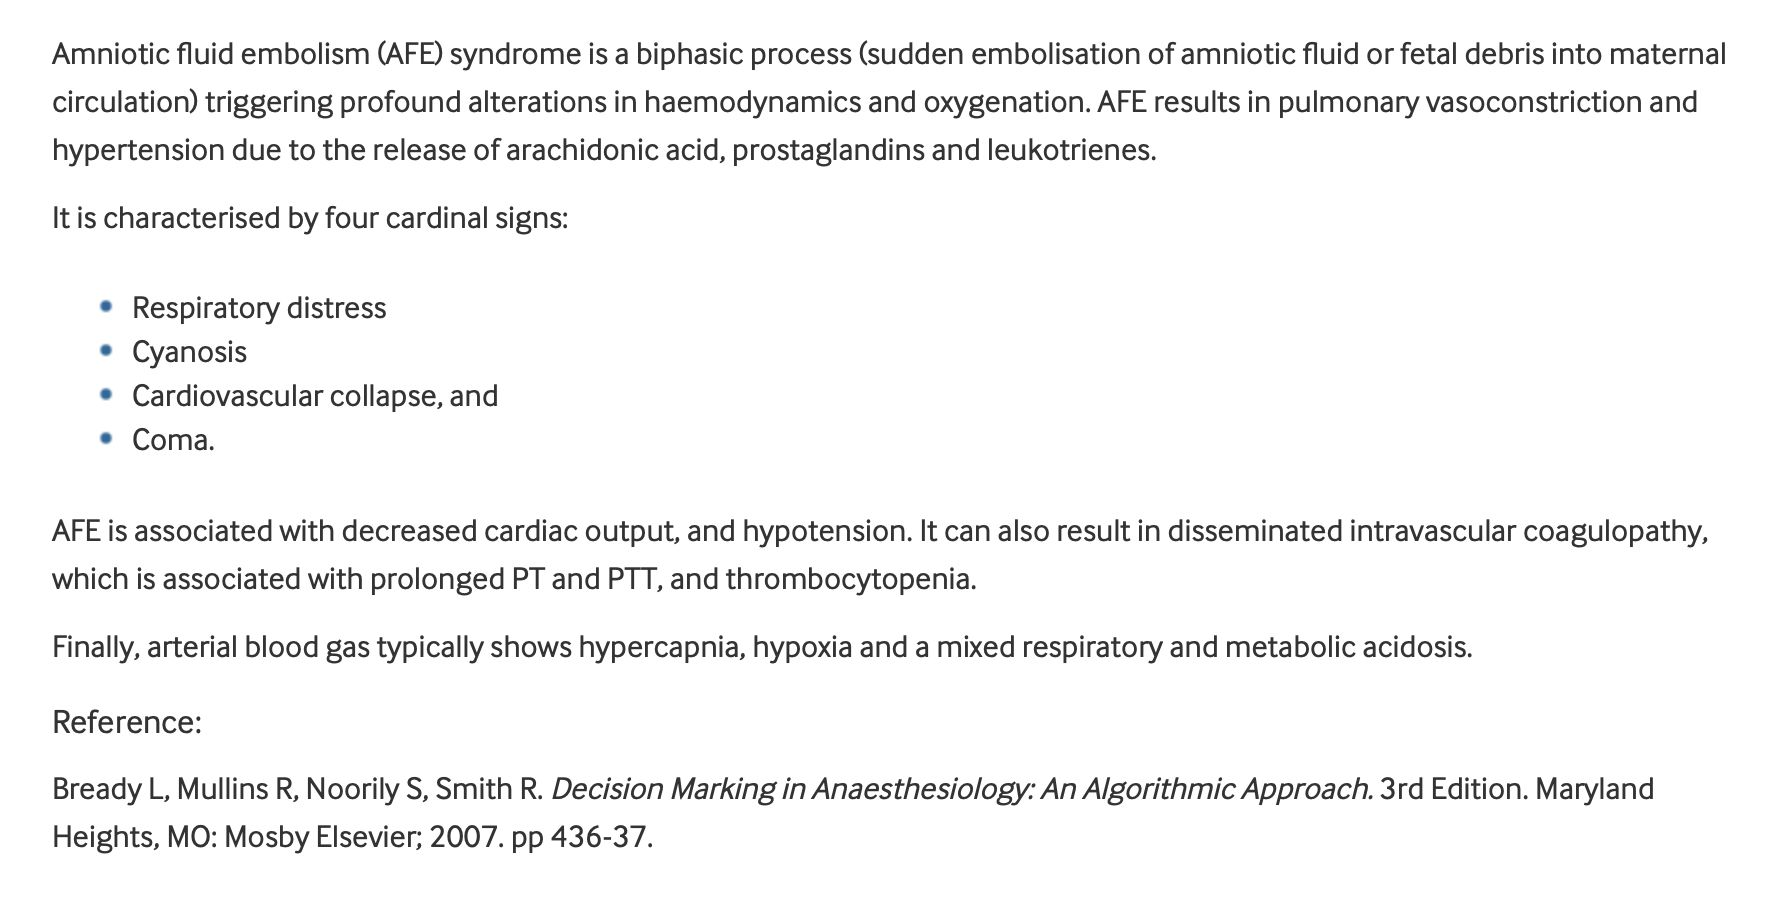 Amniotic fluid embolism (AFE) syndrome is a biphasic process (sudden embolisation of amniotic fluid or fetal debris into maternal
circulation) triggering profound alterations in haemodynamics and oxygenation. AFE results in pulmonary vasoconstriction and
hypertension due to the release of arachidonic acid, prostaglandins and leukotrienes.
It is characterised by four cardinal signs:
• Respiratory distress
• Cyanosis
• Cardiovascular collapse, and
• Coma.
AFE is associated with decreased cardiac output, and hypotension. It can also result in disseminated intravascular coagulopathy,
which is associated with prolonged PT and PTT, and thrombocytopenia.
Finally, arterial blood gas typically shows hypercapnia, hypoxia and a mixed respiratory and metabolic acidosis.
Reference:
Bready L, Mullins R, Noorily S, Smith R. Decision Marking in Anaesthesiology: An Algorithmic Approach. 3rd Edition. Maryland
Heights, MO: Mosby Elsevier; 2007. pp 436-37.